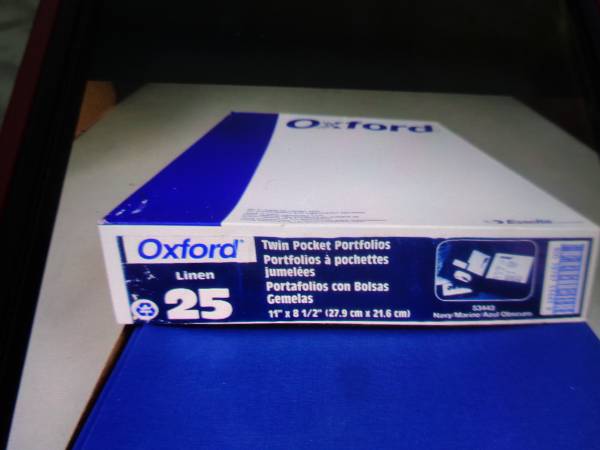 Oxford
Oxford
Linen
25
Twin Pocket Portfolios
Portfolios à pochettes
jumelées
Portafolios con Bolsas
Gemelas
11" x 8 1/2" (27.9 cm x 21.6 cm)
53443
Navy/Marine/Azul Obscuro